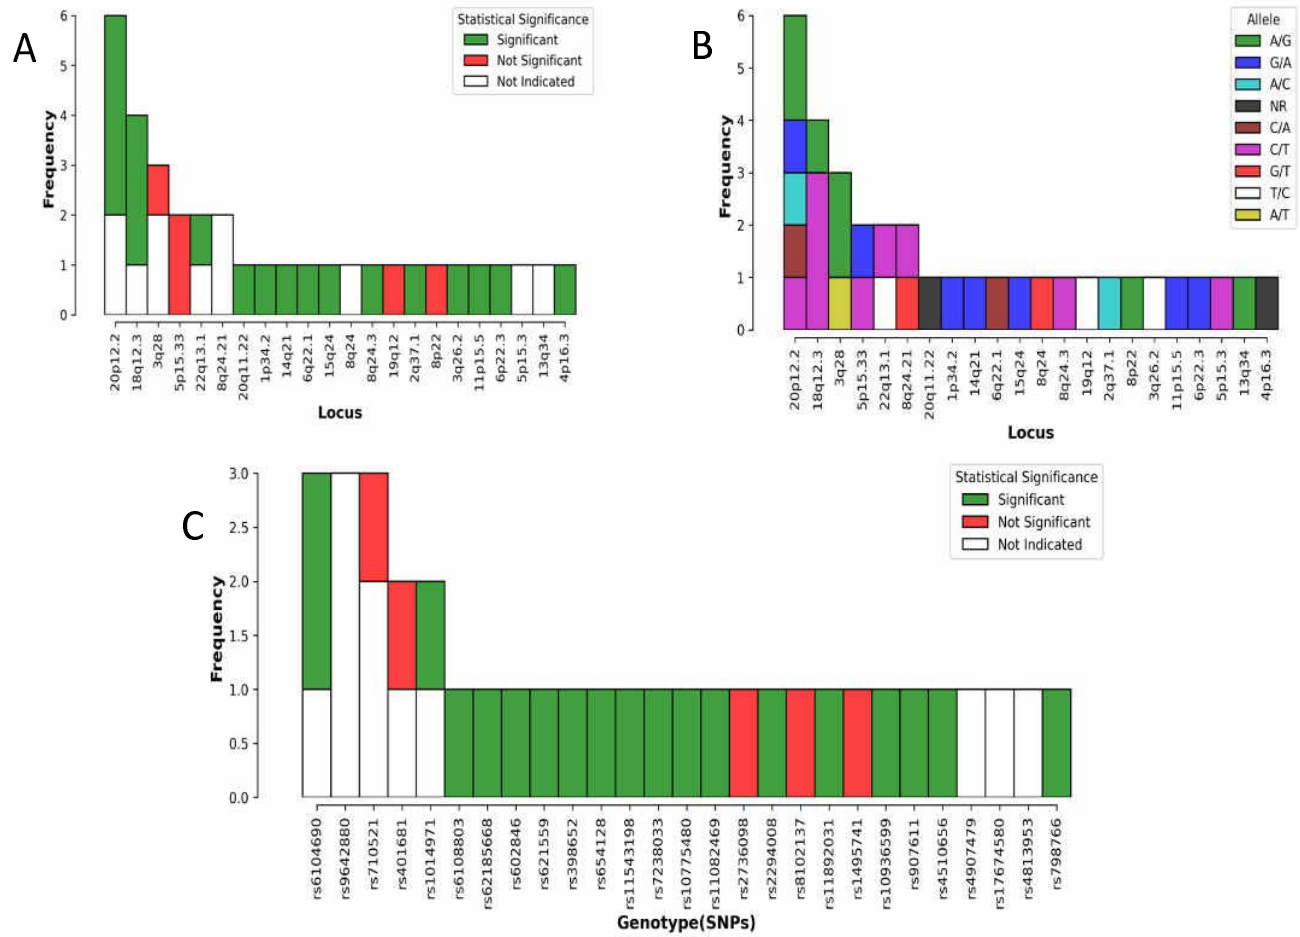 A
Statistical Significance
Significant
Not Significant
Not Indicated
6
5
4
3
2
1
0
Frequency
20p12.2
18q12.3
3q28
5p15.33
22q13.1
8q24.21
20q11.22
1p34.2
14q21
6q22.1
15q24
8q24
8q24.3
19q12
2q37.1
8p22
3q26.2
11p15.5
6p22.3
5p15.3
13q34
4p16.3
Locus
B
Allele
A/G
G/A
A/C
NR
C/A
C/T
G/T
T/C
A/T
6
5
4
3
2
1
0
Frequency
20p12.2
18q12.3
3q28
5p15.33
22q13.1
8q24.21
20q11.22
1p34.2
14q21
6q22.1
15q24
8q24
8q24.3
19q12
2q37.1
8p22
3q26.2
11p15.5
6p22.3
5p15.3
13q34
4p16.3
Locus
C
Statistical Significance
Significant
Not Significant
Not Indicated
3.0
2.5
2.0
1.5
1.0
0.5
0.0
Frequency
rs6104690
rs9642880
rs710521
rs401681
rs1014971
rs6108803
rs62185668
rs602846
rs621559
rs398652
rs654128
rs11543198
rs7238033
rs10775480
rs11082469
rs2736098
rs2294008
rs8102137
rs11892031
rs1495741
rs10936599
rs907611
rs4510656
rs4907479
rs17674580
rs4813953
rs798766
Genotype(SNPs)